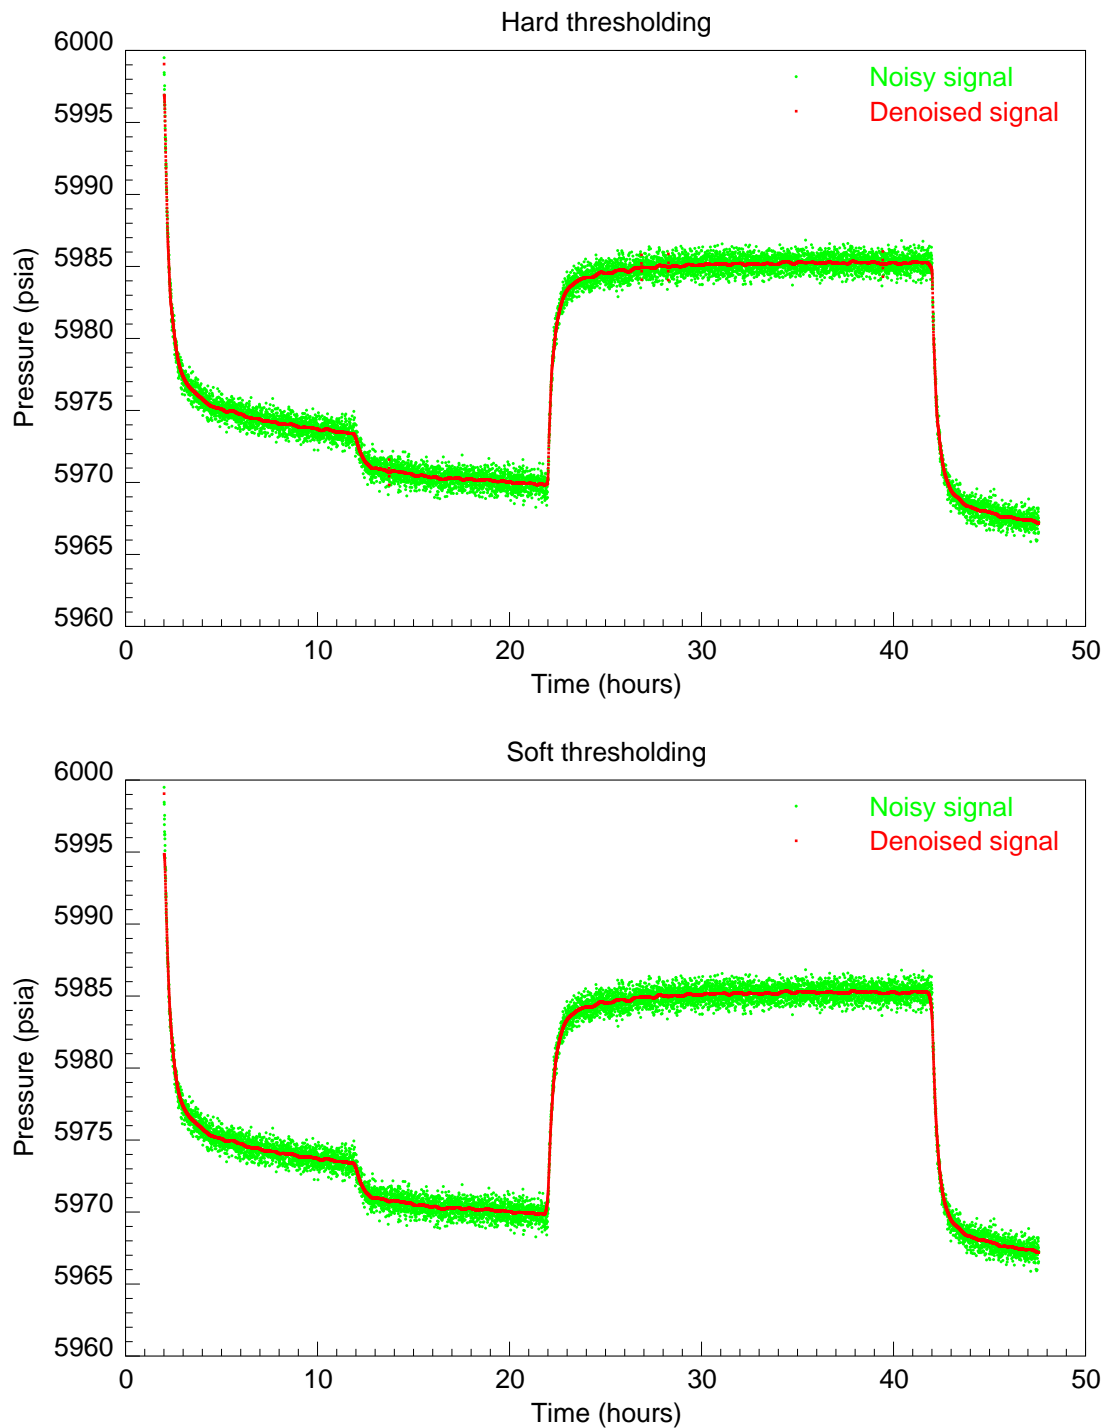 Hard thresholding
6000
Noisy signal
Denoised signal
5995
5990
5985
5980
5975
5970
5965
5960
Pressure (psia)
0 10 20 30 40 50
Time (hours)
Soft thresholding
6000
Noisy signal
Denoised signal
5995
5990
5985
5980
5975
5970
5965
5960
Pressure (psia)
0 10 20 30 40 50
Time (hours)